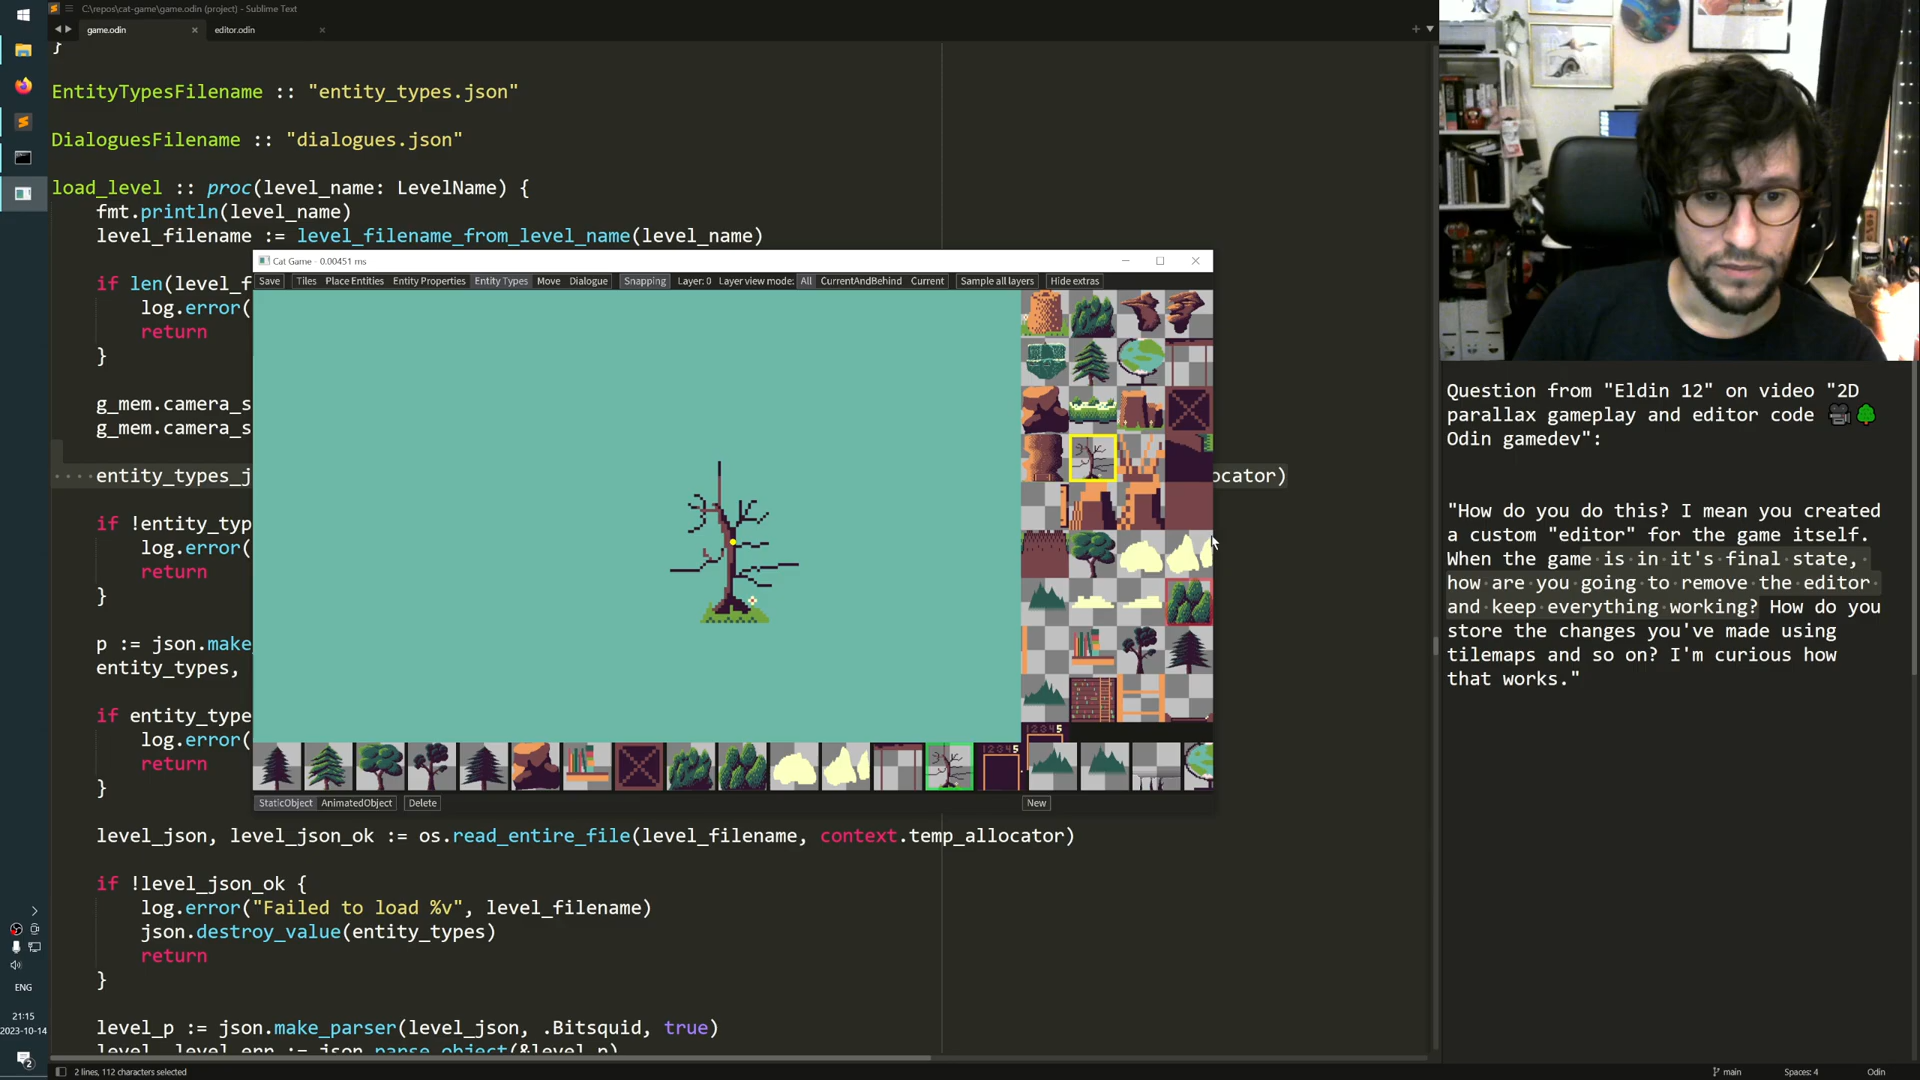 C:\repos\cat-game\game.odin (project) - Sublime Text
game.odin
editor.odin
}
EntityTypesFilename :: "entity_types.json"
DialoguesFilename :: "dialogues.json"
load_level :: proc(level_name: LevelName) {
fmt.println(level_name)
level_filename := level_filename_from_level_name(level_name)
if len(level_f
log.error(
return
}
g_mem.camera_s
g_mem.camera_s
entity_types_j
ocator)
if !entity_typ
log.error(
return
}
p := json.make_
entity_types,
if entity_type
log.error(
return
}
Cat Game - 0.00451 ms
Save Tiles Place Entities Entity Properties Entity Types Move Dialogue Snapping Layer: 0 Layer view mode: All CurrentAndBehind Current Sample all layers Hide extras
StaticObject AnimatedObject Delete
New
level_json, level_json_ok := os.read_entire_file(level_filename, context.temp_allocator)
if !level_json_ok {
log.error("Failed to load %v", level_filename)
json.destroy_value(entity_types)
return
}
level_p := json.make_parser(level_json, .Bitsquid, true)
Question from "Eldin 12" on video "2D
parallax gameplay and editor code 🎥🌳
Odin gamedev":
"How do you do this? I mean you created
a custom "editor" for the game itself.
When the game is in it's final state,
how are you going to remove the editor
and keep everything working? How do you
store the changes you've made using
tilemaps and so on? I'm curious how
that works."
ENG
21:15
2023-10-14
2
2 lines, 112 characters selected
main
Spaces: 4
Odin